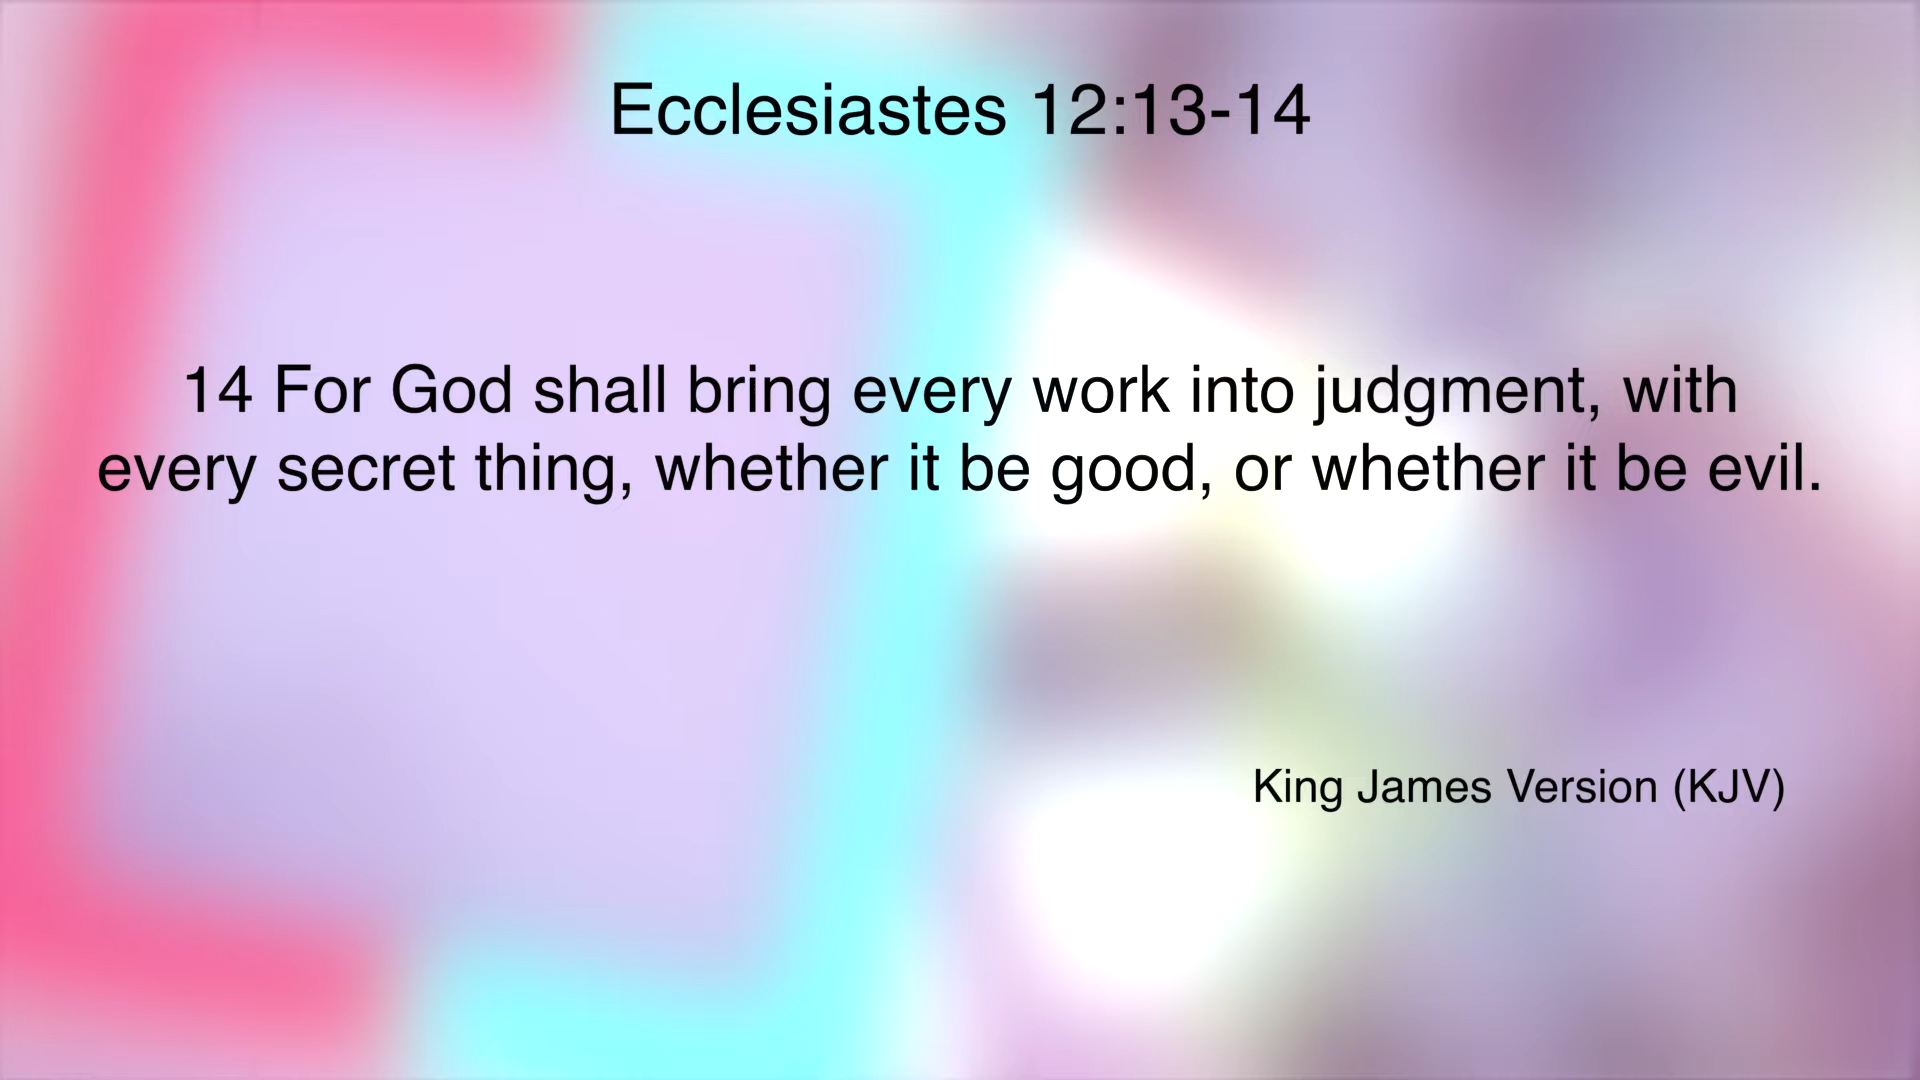 Ecclesiastes 12:13-14
14 For God shall bring every work into judgment, with
every secret thing, whether it be good, or whether it be evil.
King James Version (KJV)